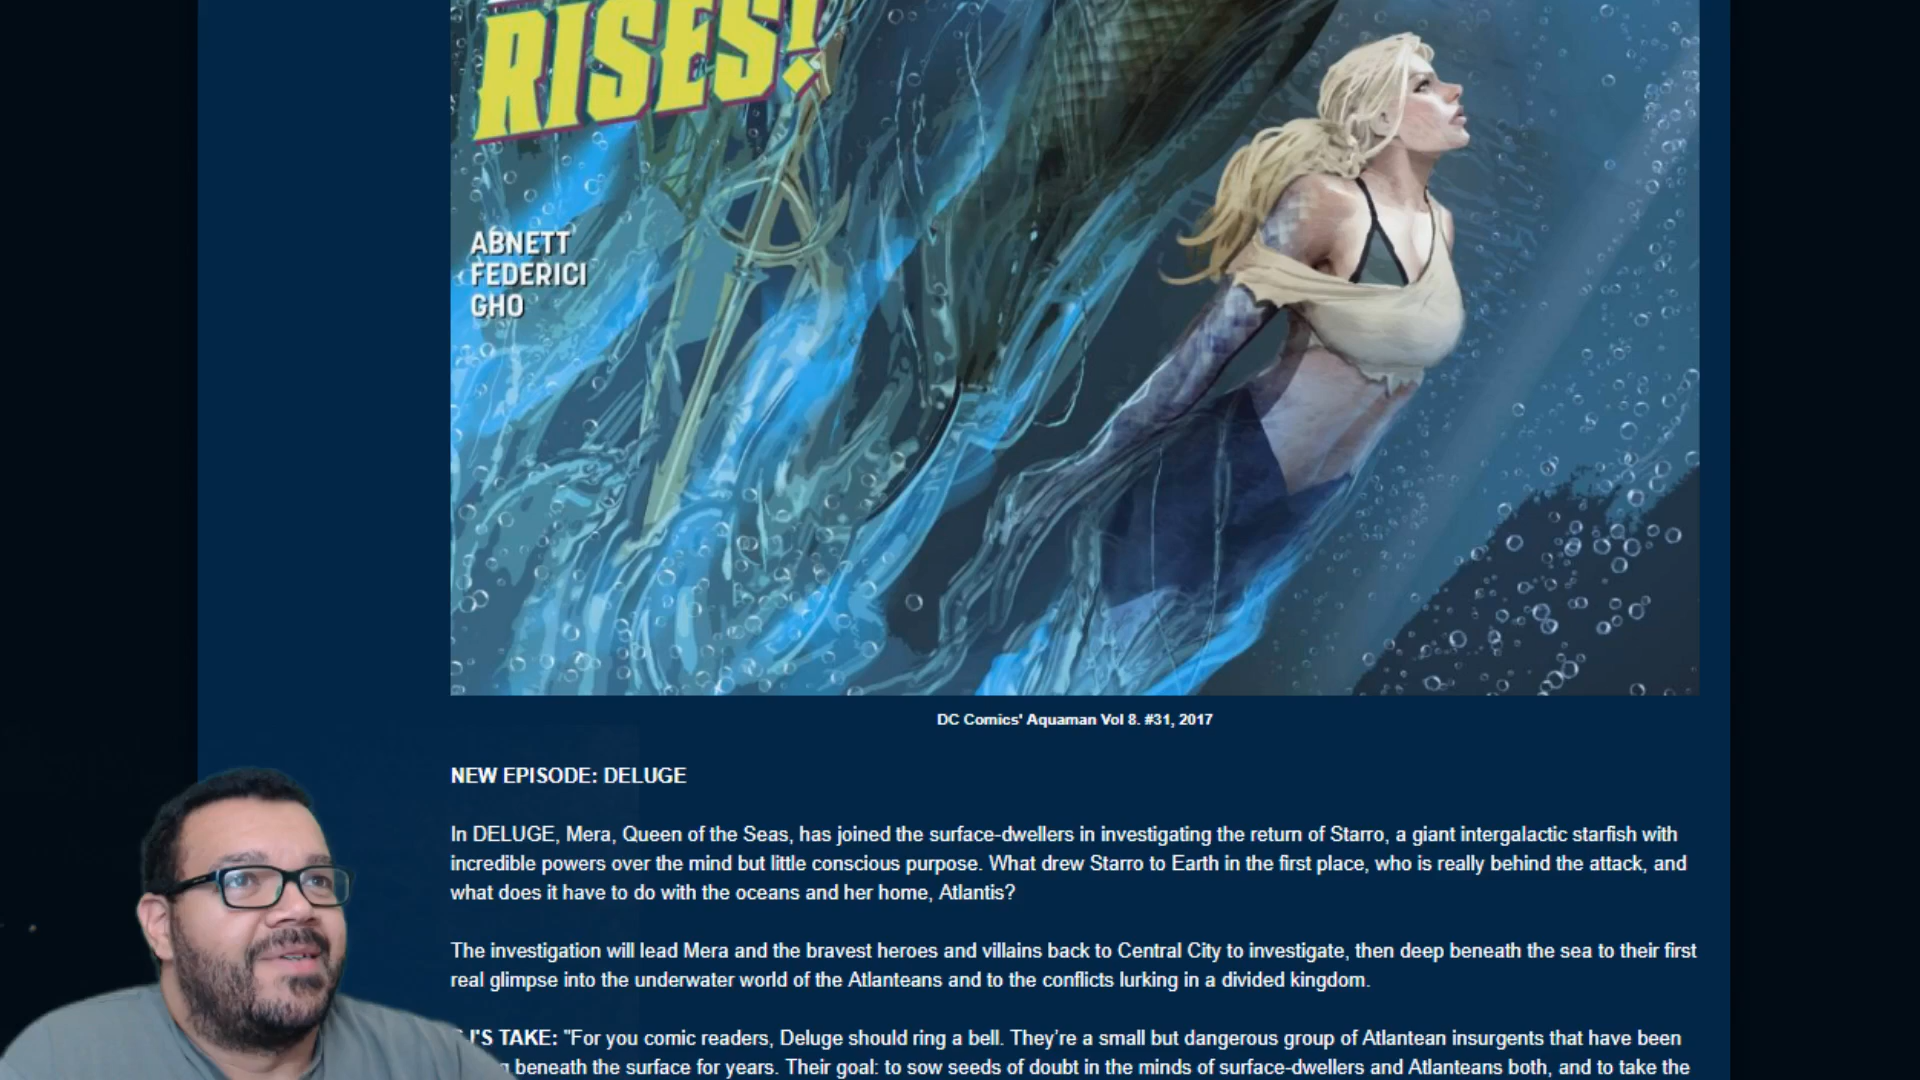 RISES!
ABNETT
FEDERICI
GHO
DC Comics' Aquaman Vol 8. #31, 2017
NEW EPISODE: DELUGE
In DELUGE, Mera, Queen of the Seas, has joined the surface-dwellers in investigating the return of Starro, a giant intergalactic starfish with
incredible powers over the mind but little conscious purpose. What drew Starro to Earth in the first place, who is really behind the attack, and
what does it have to do with the oceans and her home, Atlantis?
The investigation will lead Mera and the bravest heroes and villains back to Central City to investigate, then deep beneath the sea to their first
real glimpse into the underwater world of the Atlanteans and to the conflicts lurking in a divided kingdom.
TAKE: "For you comic readers, Deluge should ring a bell. They're a small but dangerous group of Atlantean insurgents that have been
beneath the surface for years. Their goal: to sow seeds of doubt in the minds of surface-dwellers and Atlanteans both, and to take the